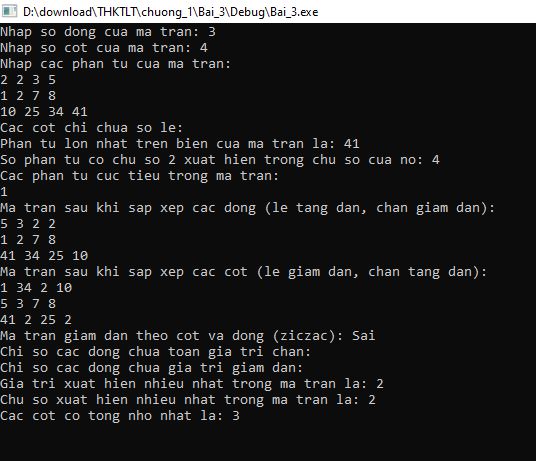 D:\download\THKTLT\chuong_1\Bai_3\Debug\Bai_3.exe
Nhap so dong cua ma tran: 3
Nhap so cot cua ma tran: 4
Nhap cac phan tu cua ma tran:
2 2 3 5
1 2 7 8
10 25 34 41
Cac cot chi chua so le:
Phan tu lon nhat tren bien cua ma tran la: 41
So phan tu co chu so 2 xuat hien trong chu so cua no: 4
Cac phan tu cuc tieu trong ma tran:
1
Ma tran sau khi sap xep cac dong (le tang dan, chan giam dan):
5 3 2 2
1 2 7 8
41 34 25 10
Ma tran sau khi sap xep cac cot (le giam dan, chan tang dan):
1 34 2 10
5 3 7 8
41 2 25 2
Ma tran giam dan theo cot va dong (ziczac): Sai
Chi so cac dong chua toan gia tri chan:
Chi so cac dong chua gia tri giam dan:
Gia tri xuat hien nhieu nhat trong ma tran la: 2
Chu so xuat hien nhieu nhat trong ma tran la: 2
Cac cot co tong nho nhat la: 3